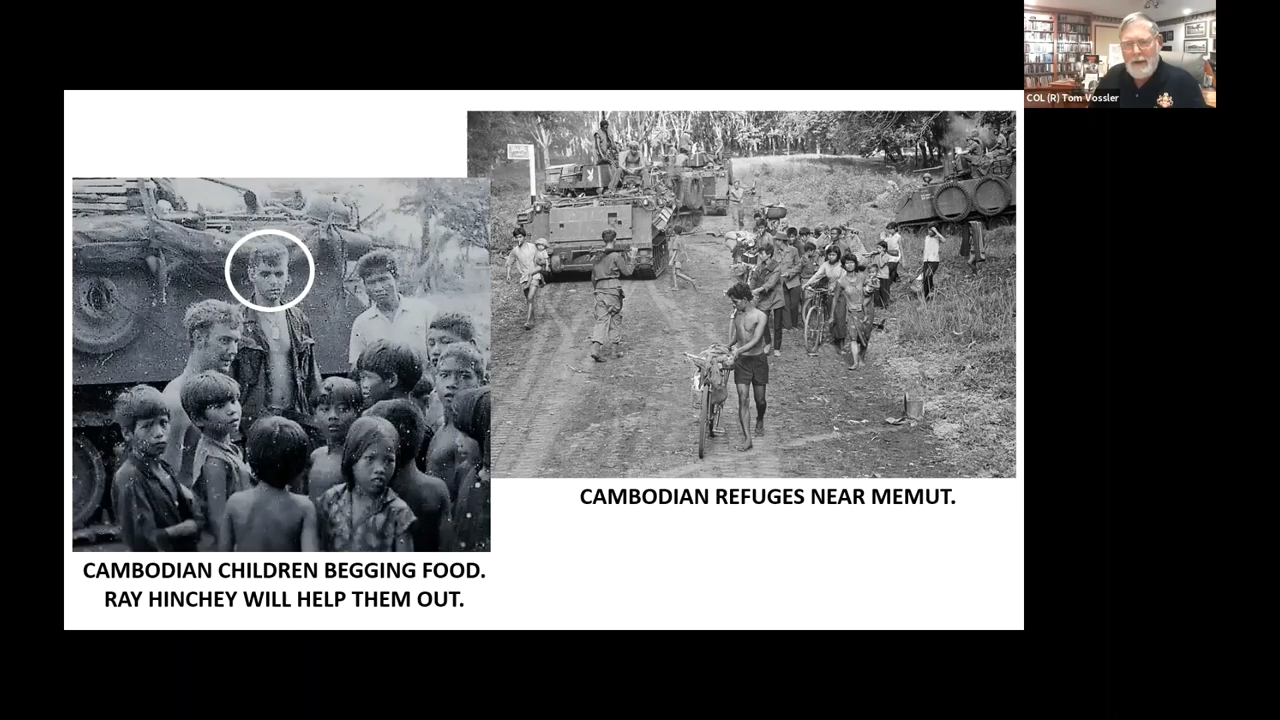 COL (R) Tom Vossler
CAMBODIAN REFUGES NEAR MEMUT.
CAMBODIAN CHILDREN BEGGING FOOD.
RAY HINCHEY WILL HELP THEM OUT.